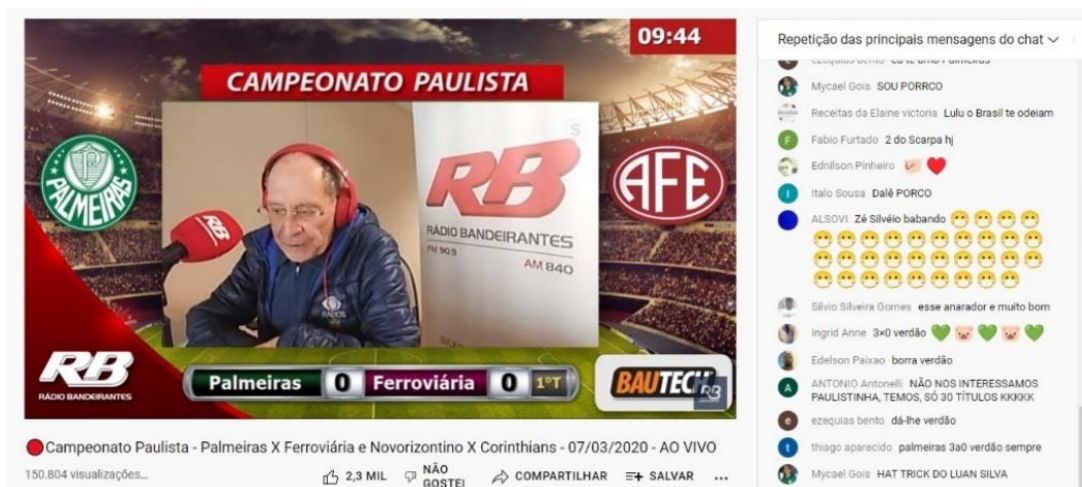 09:44
CAMPEONATO PAULISTA
PALMEIRAS
AFE
RB
RB
RÁDIO BANDEIRANTES
FM 90.9
AM 840
RÁDIOS
RB
RÁDIO BANDEIRANTES
Palmeiras 0 Ferroviária 0 1ºT
BAUTECH
RB
Campeonato Paulista - Palmeiras X Ferroviária e Novorizontino X Corinthians - 07/03/2020 - AO VIVO
150.804 visualizações...
2,3 MIL
NÃO
GOSTEI
COMPARTILHAR
SALVAR
Repetição das principais mensagens do chat
Mycael Gois SOU PORRCO
Receitas da Elaine victoria Lulu o Brasil te odeiam
F Fabio Furtado 2 do Scarpa hj
Ednilson Pinheiro
I Italo Sousa Dalê PORCO
ALSOVI Zé Silvéio babando
Silvio Silveira Gomes esse anarador e muito bom
Ingrid Anne 3×0 verdão
Edelson Paixao borra verdão
A ANTONIO Antonelli NÃO NOS INTERESSAMOS
PAULISTINHA, TEMOS, SÓ 30 TÍTULOS KKKKK
e ezequias bento dá-lhe verdão
t thiago aparecido palmeiras 3a0 verdão sempre
Mycael Gois HAT TRICK DO LUAN SILVA